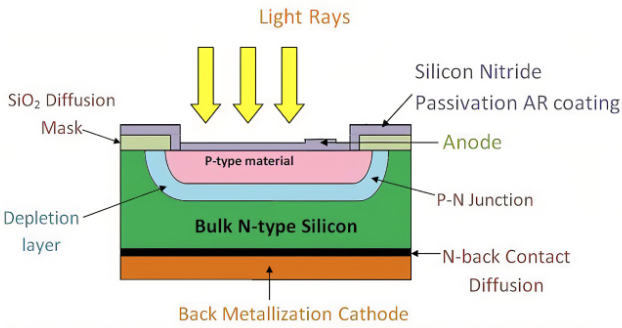 Light Rays
Silicon Nitride
Passivation AR coating
SiO₂ Diffusion
Mask
Anode
P-type material
P-N Junction
Depletion
layer
Bulk N-type Silicon
N-back Contact
Diffusion
Back Metallization Cathode